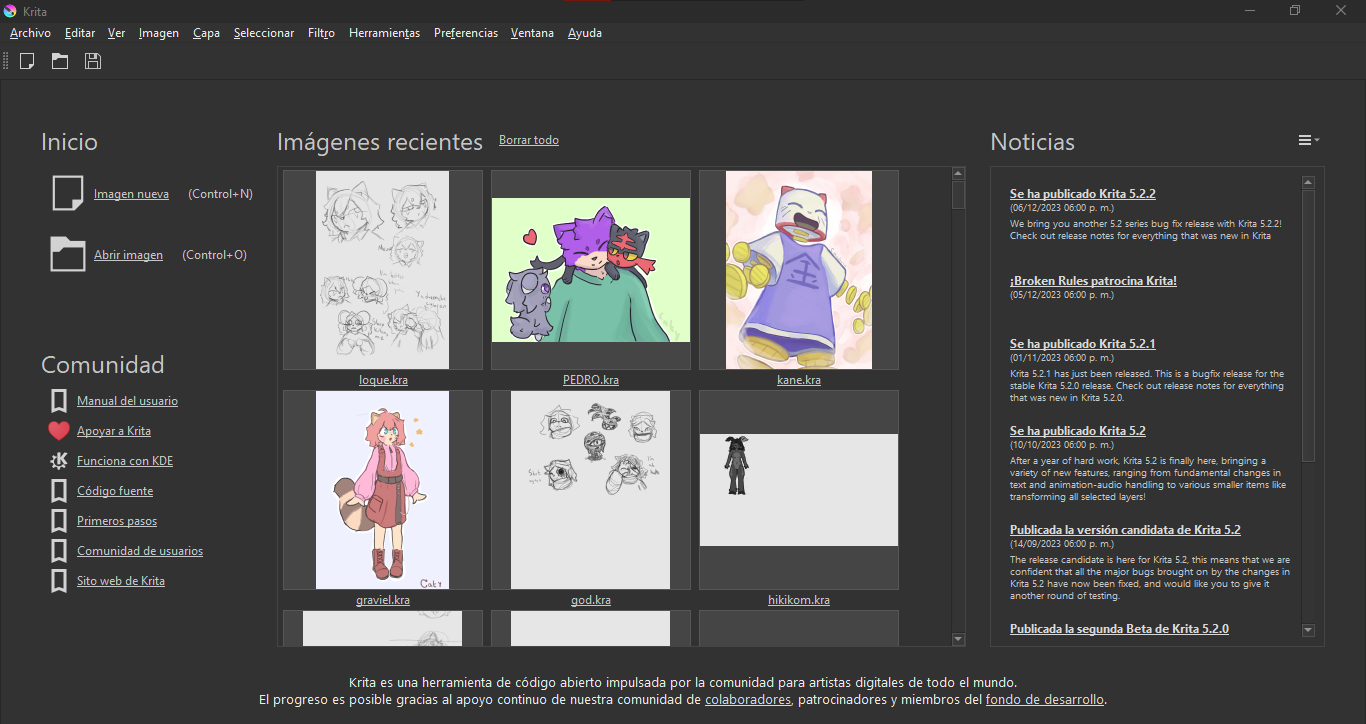 Krita
Archivo Editar Ver Imagen Capa Seleccionar Filtro Herramientas Preferencias Ventana Ayuda
Inicio
Imagen nueva (Control+N)
Abrir imagen (Control+O)
Comunidad
Manual del usuario
Apoyar a Krita
Funciona con KDE
Código fuente
Primeros pasos
Comunidad de usuarios
Sito web de Krita
Imágenes recientes Borrar todo
loque.kra
PEDRO.kra
金
kane.kra
Caty
graviel.kra
god.kra
hikikom.kra
Noticias
Se ha publicado Krita 5.2.2
(06/12/2023 06:00 p. m.)
We bring you another 5.2 series bug fix release with Krita 5.2.2!
Check out release notes for everything that was new in Krita
¡Broken Rules patrocina Krita!
(05/12/2023 06:00 p. m.)
Se ha publicado Krita 5.2.1
(01/11/2023 06:00 p. m.)
Krita 5.2.1 has just been released. This is a bugfix release for the
stable Krita 5.2.0 release. Check out release notes for everything
that was new in Krita 5.2.0.
Se ha publicado Krita 5.2
(10/10/2023 06:00 p. m.)
After a year of hard work, Krita 5.2 is finally here, bringing a
variety of new features, ranging from fundamental changes in
text and animation-audio handling to various smaller items like
transforming all selected layers!
Publicada la versión candidata de Krita 5.2
(14/09/2023 06:00 p. m.)
The release candidate is here for Krita 5.2, this means that we are
confident that all the major bugs brought on by the changes in
Krita 5.2 have now been fixed, and would like you to give it
another round of testing.
Publicada la segunda Beta de Krita 5.2.0
Krita es una herramienta de código abierto impulsada por la comunidad para artistas digitales de todo el mundo.
El progreso es posible gracias al apoyo continuo de nuestra comunidad de colaboradores, patrocinadores y miembros del fondo de desarrollo.